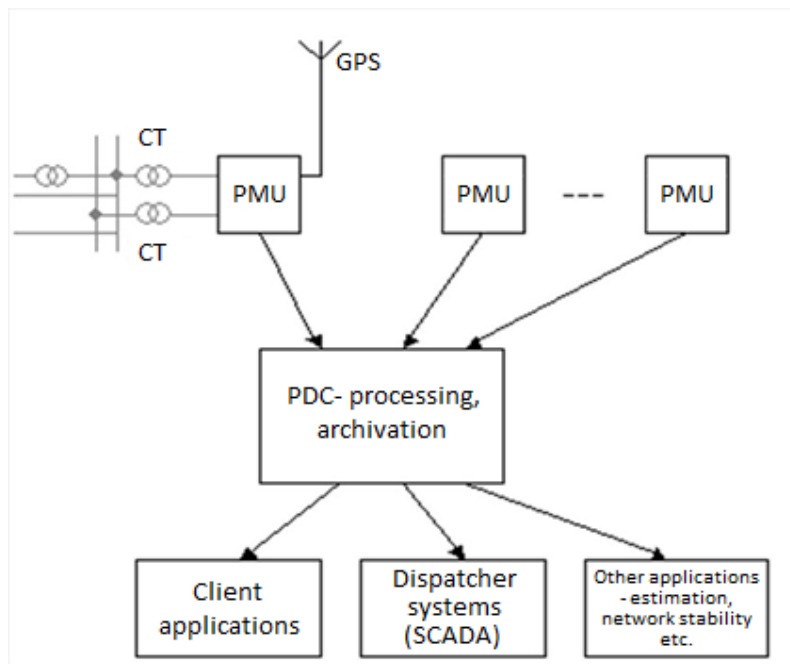 GPS
CT
PMU
PMU
---
PMU
CT
PDC- processing,
archivation
Client
applications
Dispatcher
systems
(SCADA)
Other applications
- estimation,
network stability
etc.